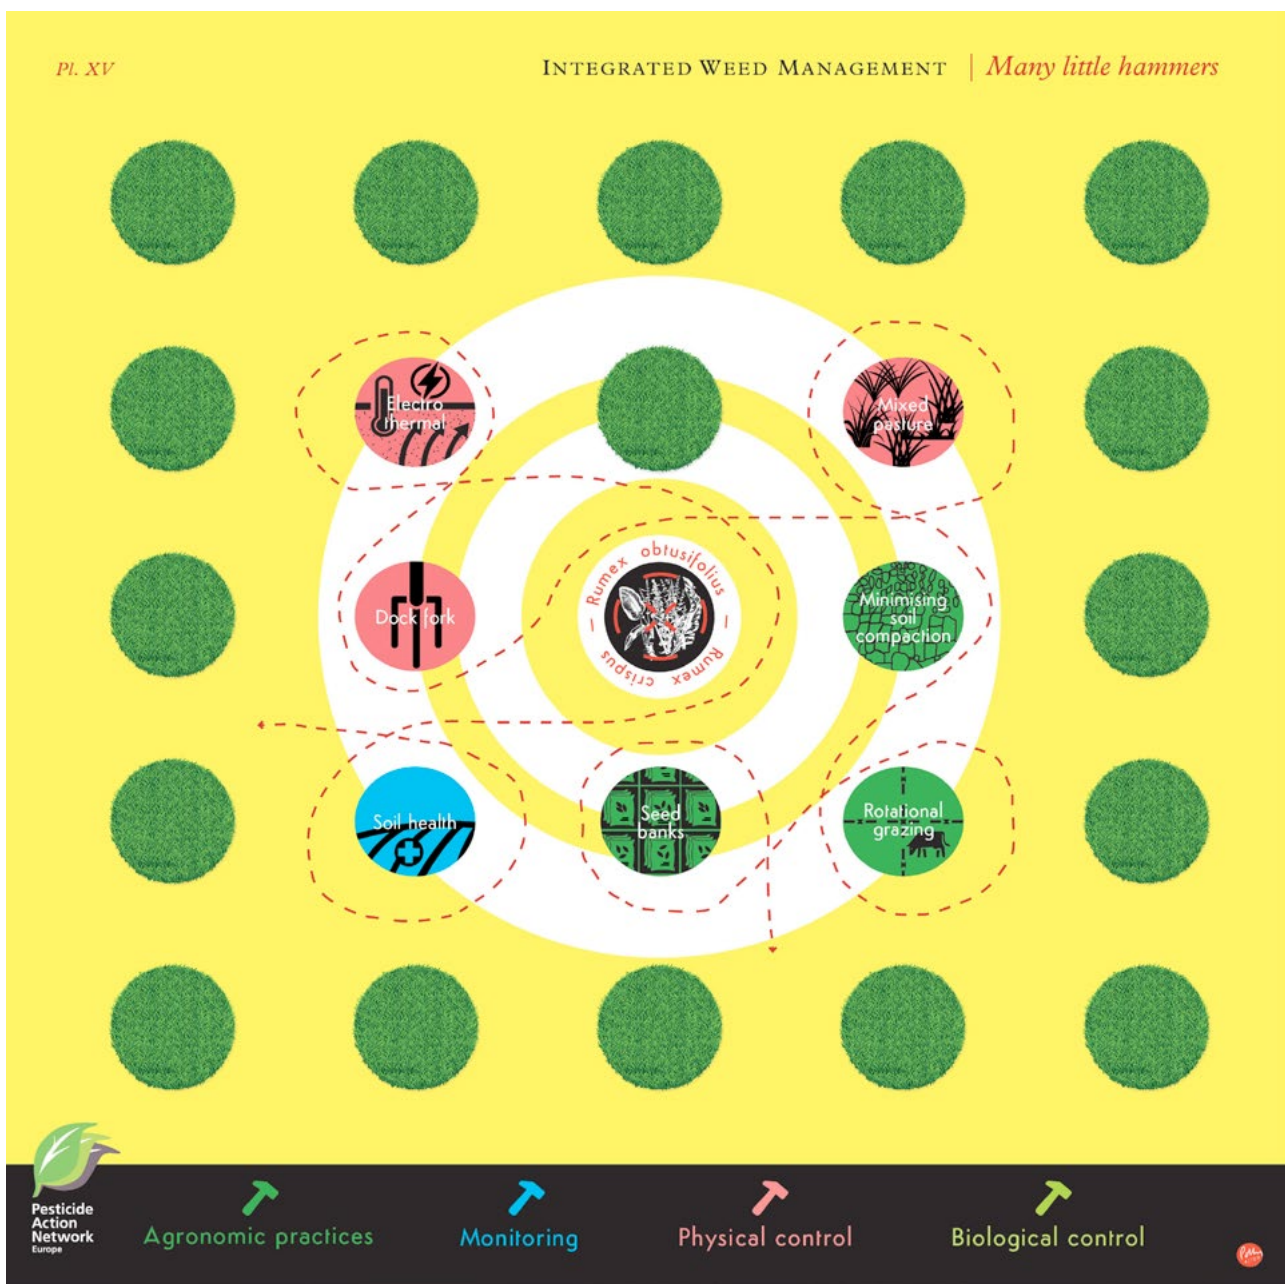 Pl. XV
INTEGRATED WEED MANAGEMENT | Many little hammers
Electro
thermal
Mixed
pasture
Rumex obtusifolius –
Rumex crispus –
Dock fork
Minimising
soil
compaction
Soil health
Seed
banks
Rotational
grazing
Pesticide
Action
Network
Europe
Agronomic practices
Monitoring
Physical control
Biological control